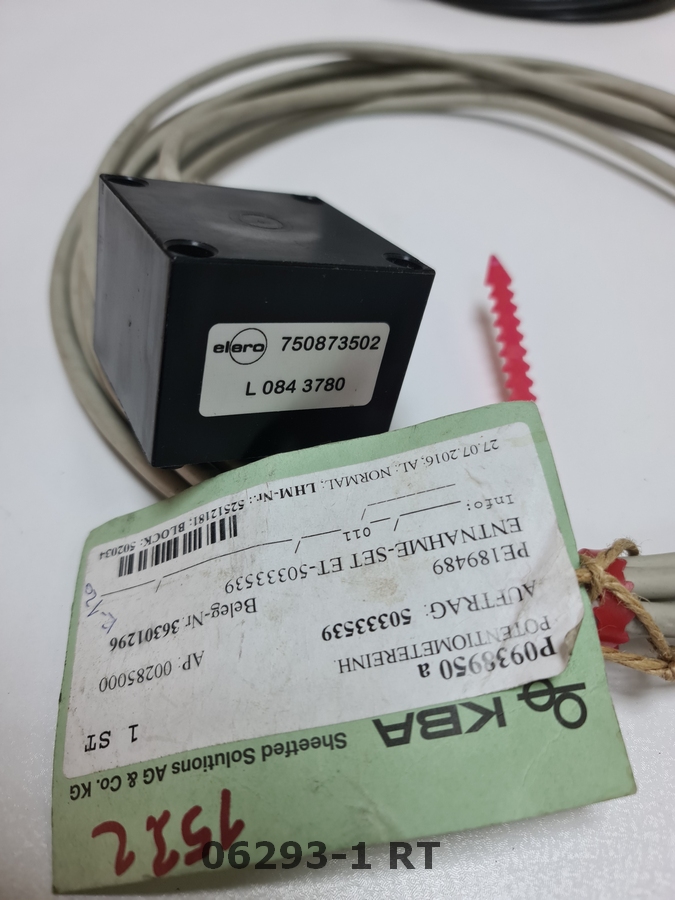 elero 750873502
L 084 3780
KBA
Sheetfed Solutions AG & Co. KG
P0938950 a
1 ST
POTENTIOMETEREINH.
AP: 00285000
AUFTRAG: 50333539
Beleg-Nr.36301296
PE189489
ENTNAHME-SET ET-50333539
011
Info:
27.07.2016; AL: NORMAL; LHM-Nr.: 52512181; BLOCK: 502034
1522
06293-1 RT